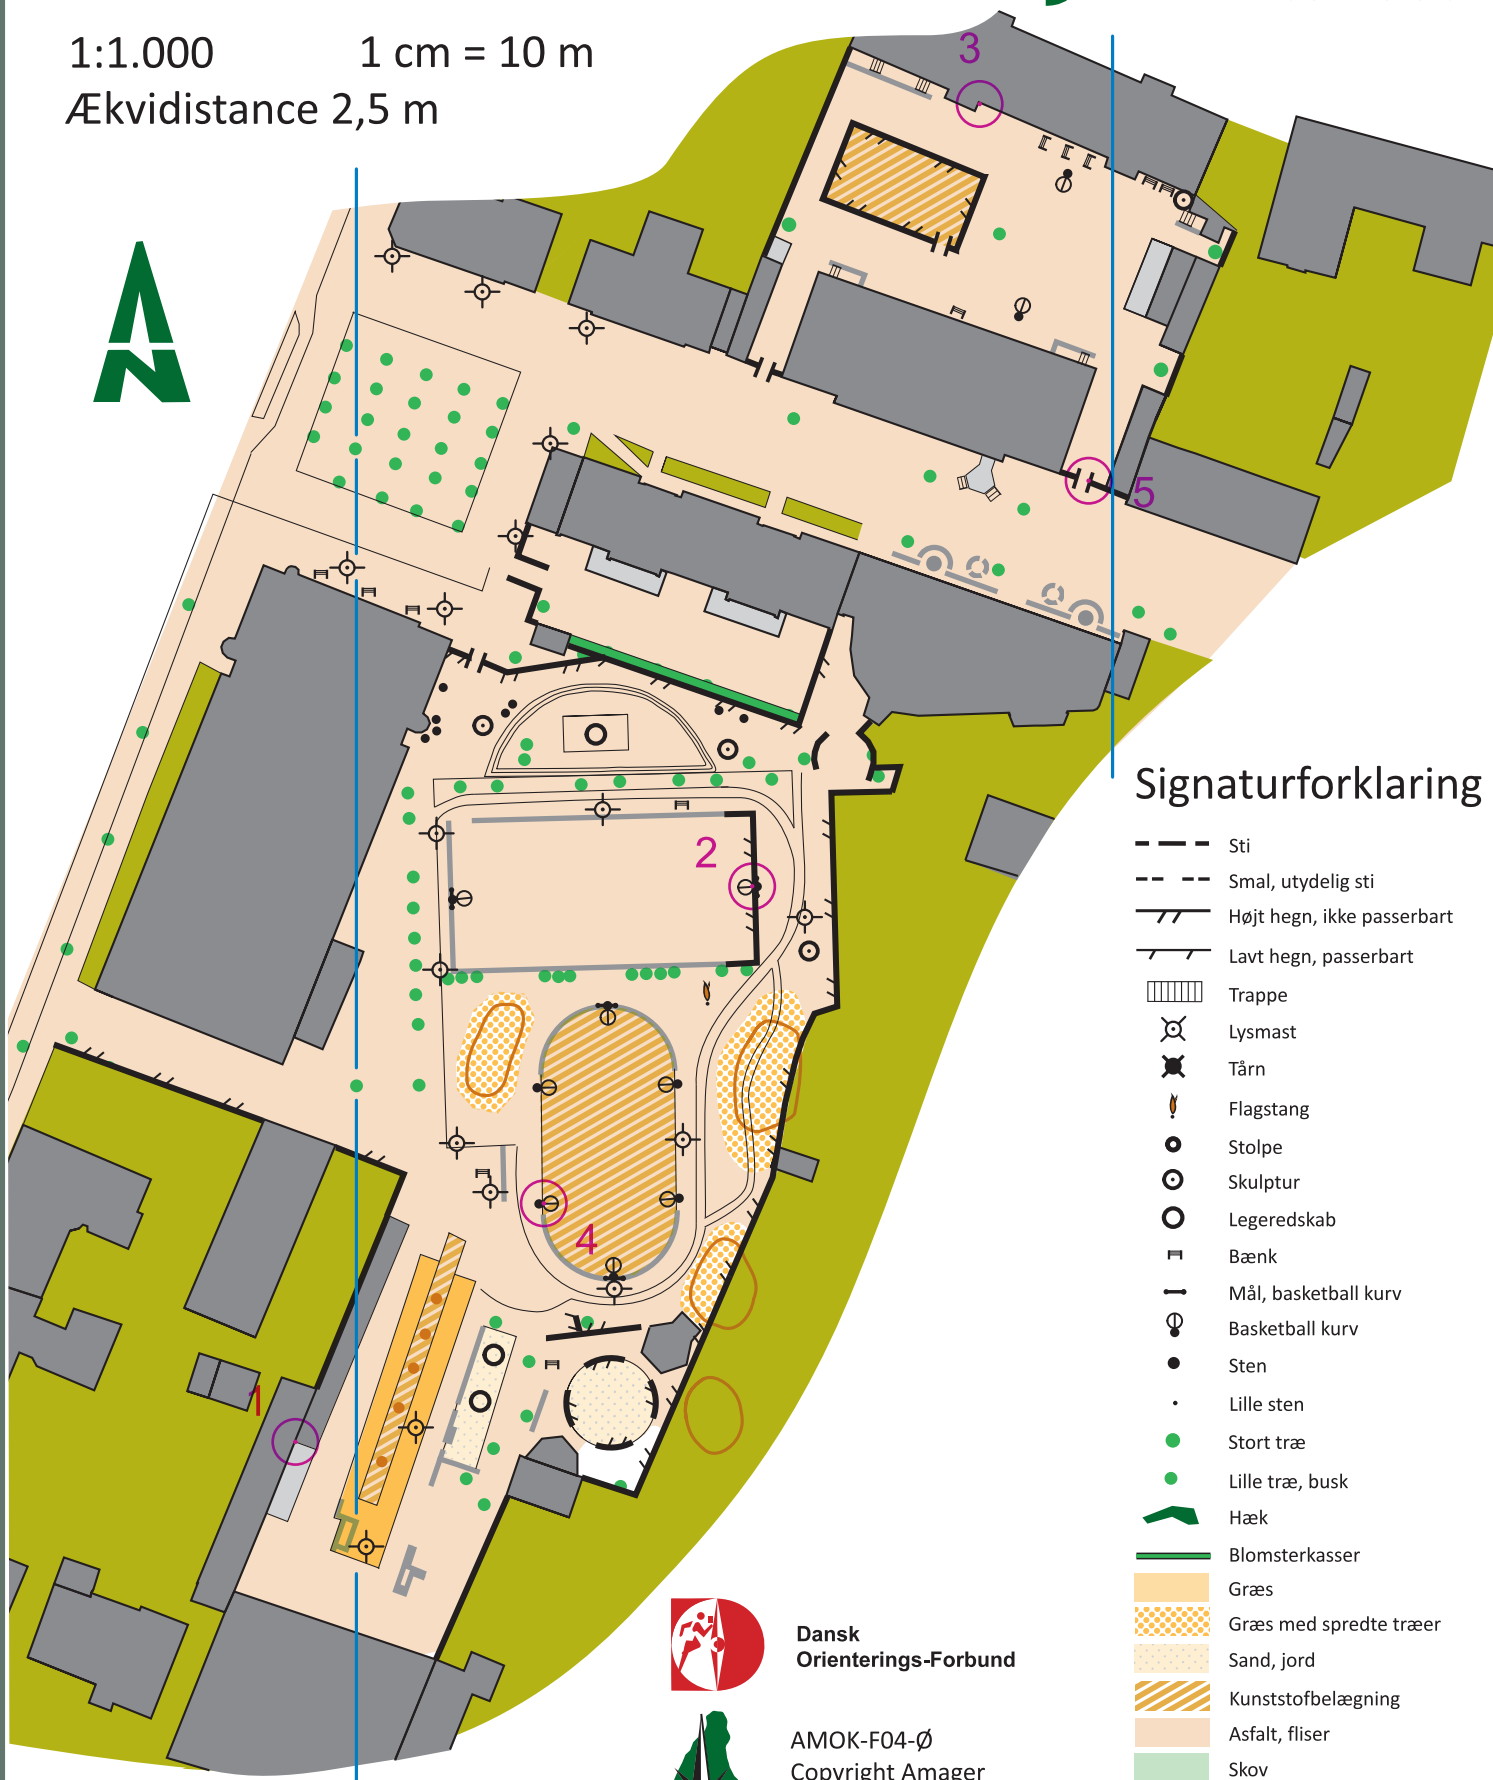 1:1.000 1 cm = 10 m
Ækvidistance 2,5 m
3
5
2
4
1
Signaturforklaring
Sti
Smal, utydelig sti
Højt hegn, ikke passerbart
Lavt hegn, passerbart
Trappe
Lysmast
Tårn
Flagstang
Stolpe
Skulptur
Legeredskab
Bænk
Mål, basketball kurv
Basketball kurv
Sten
Lille sten
Stort træ
Lille træ, busk
Hæk
Blomsterkasser
Græs
Græs med spredte træer
Sand, jord
Kunststofbelægning
Asfalt, fliser
Skov
Dansk
Orienterings-Forbund
AMOK-F04-Ø
Copyright Amager